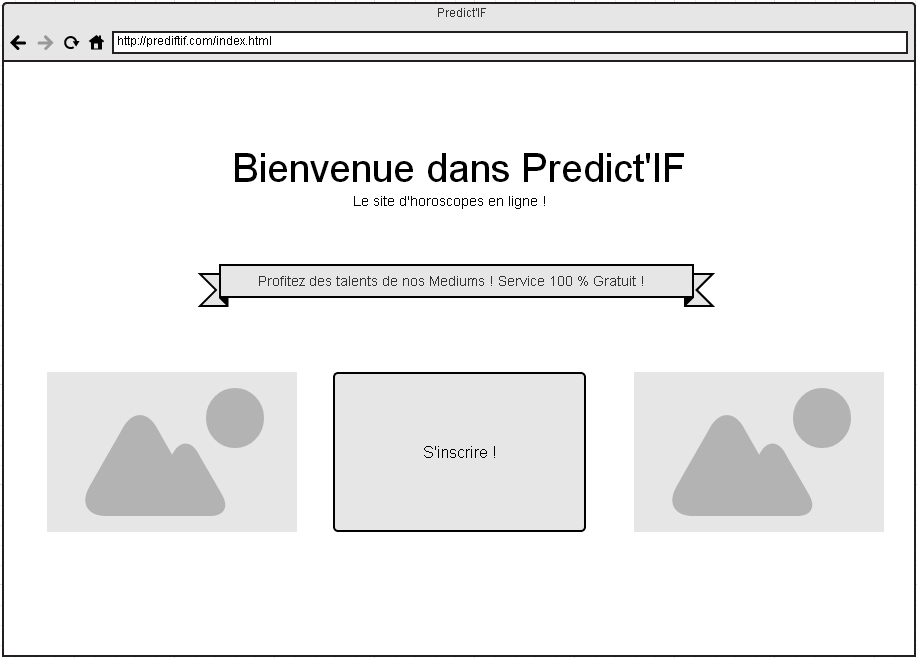 Predict'IF
http://prediftif.com/index.html
Bienvenue dans Predict'IF
Le site d'horoscopes en ligne !
Profitez des talents de nos Mediums ! Service 100 % Gratuit !
S'inscrire !